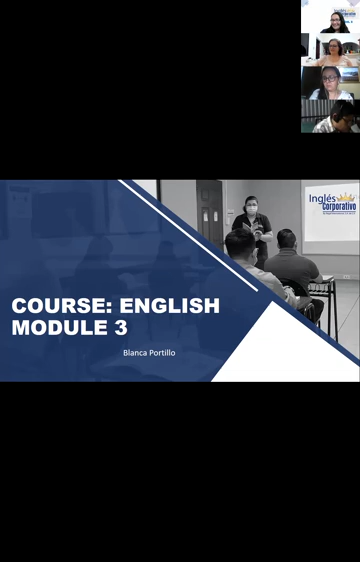 Inglés
Corporativo
COURSE: ENGLISH
MODULE 3
Blanca Portillo